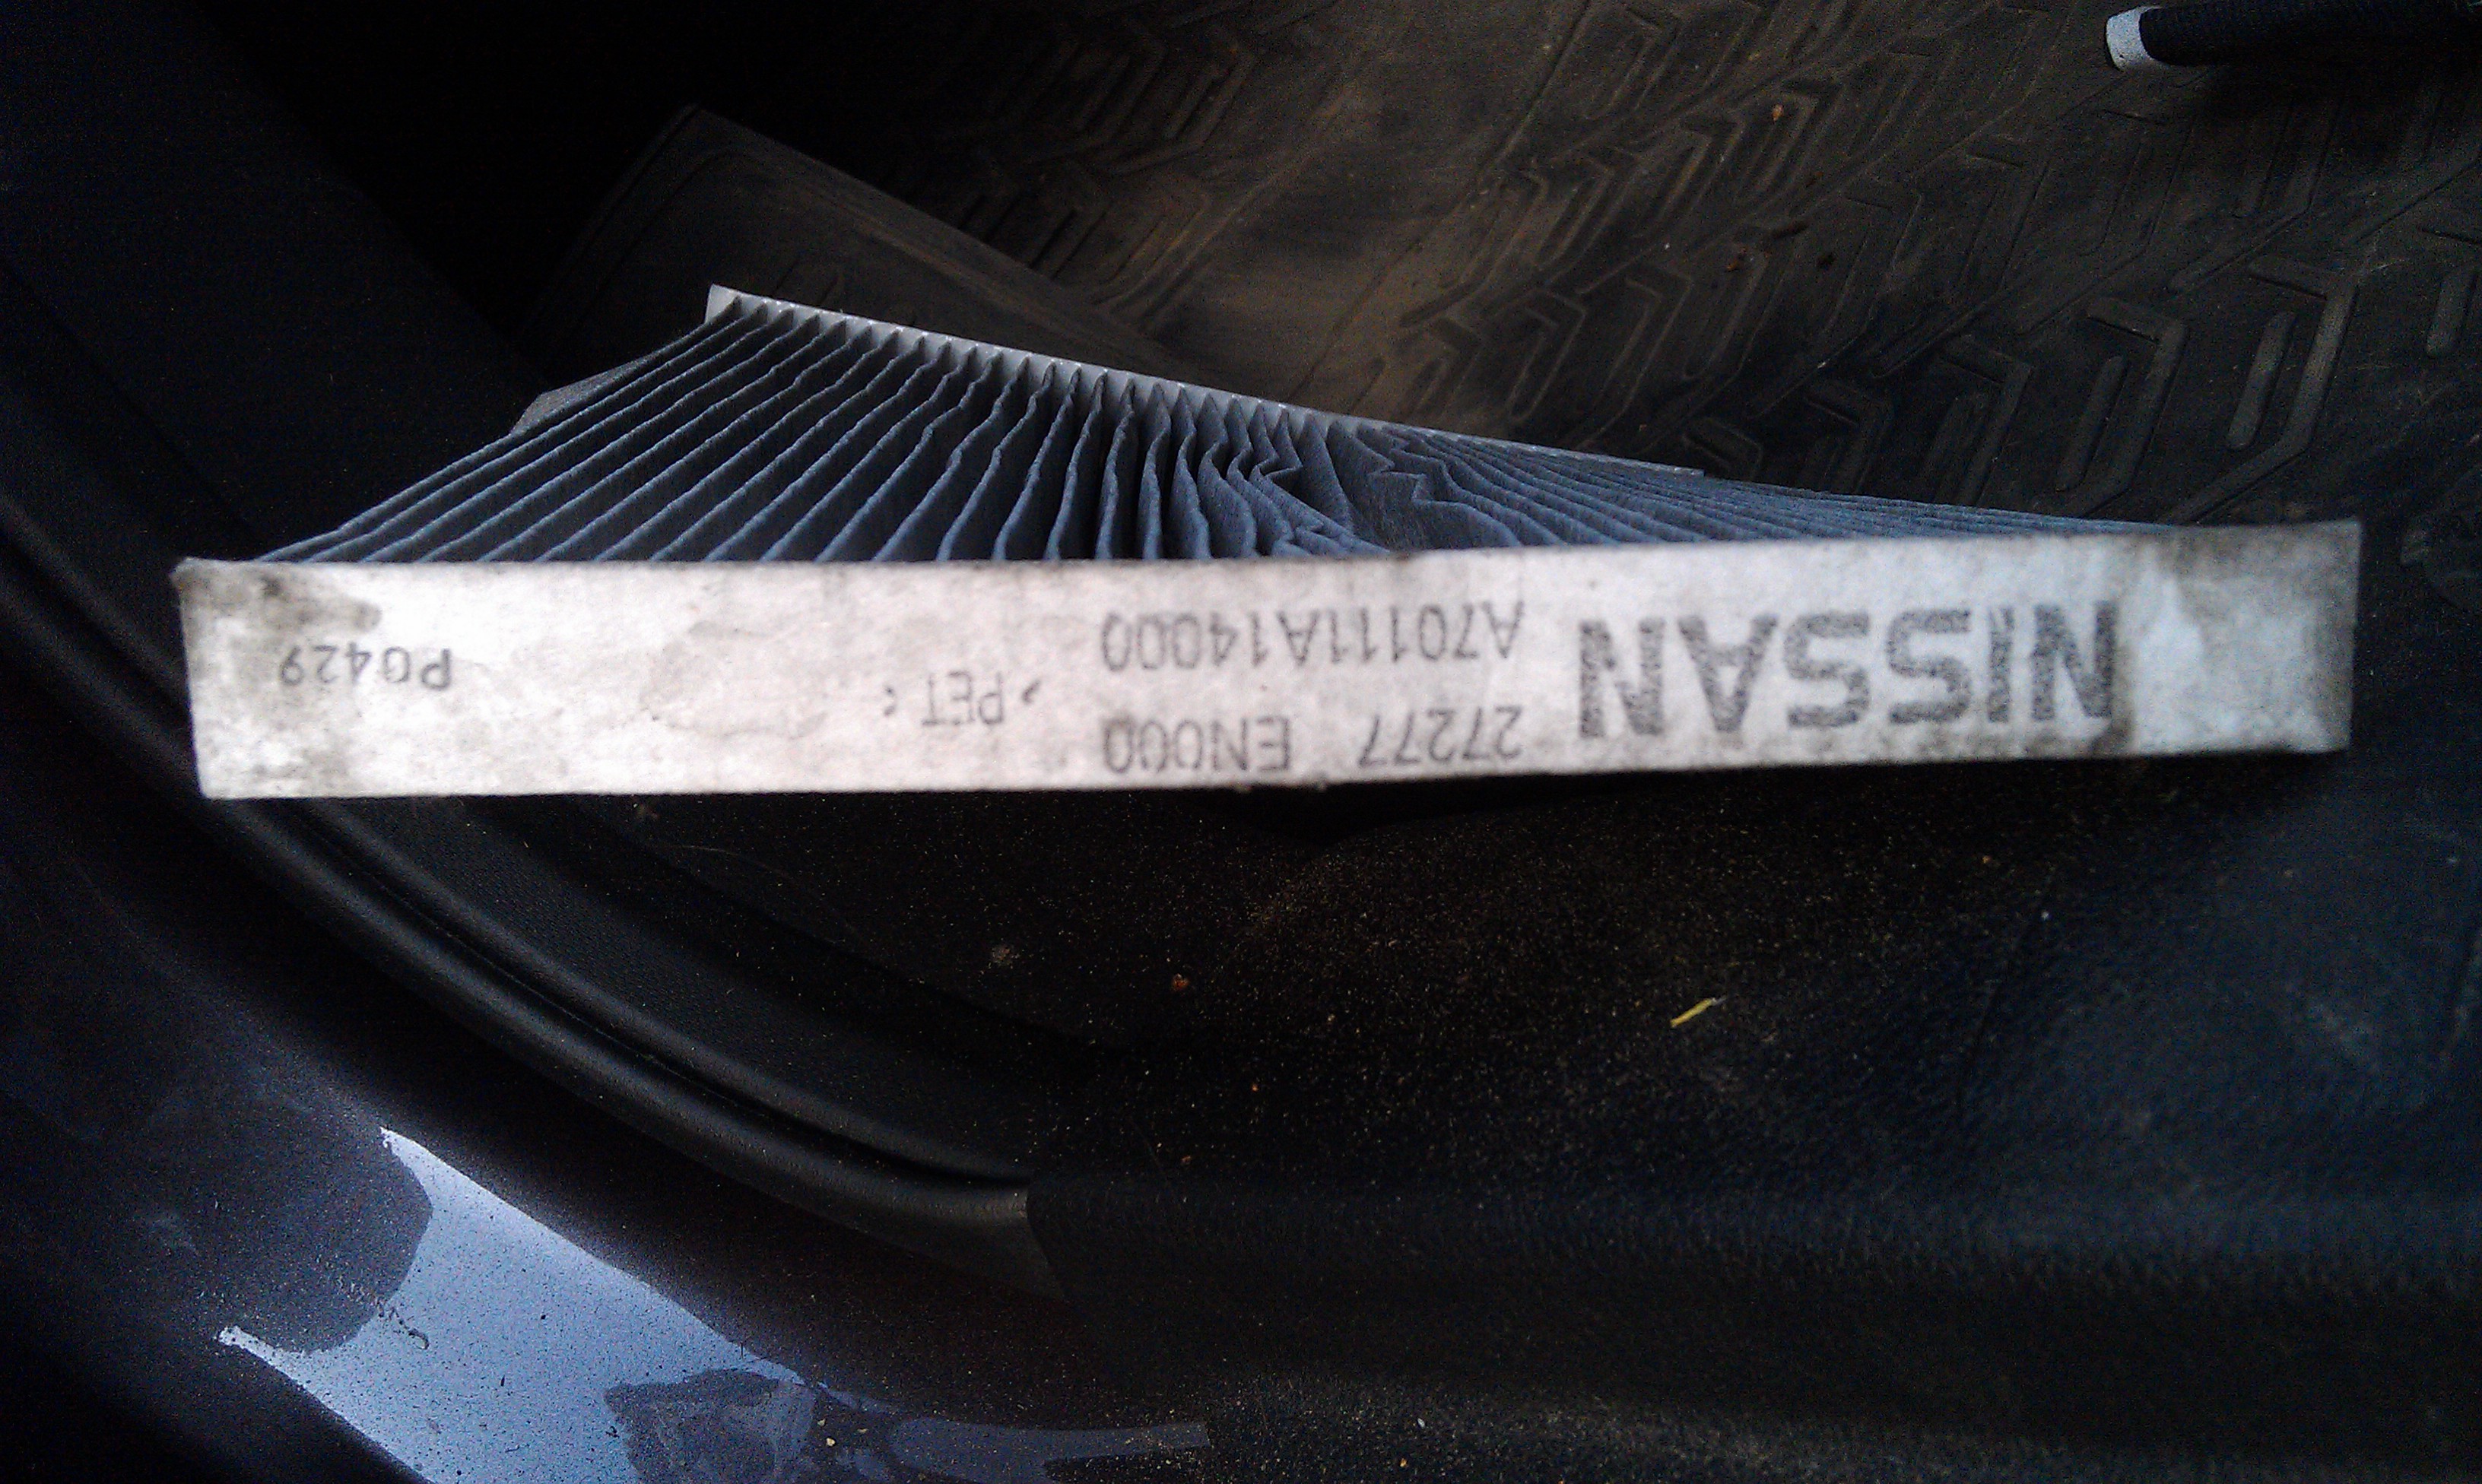 NISSAN
27277 EN000
A70111A14000
>PET<
P0429